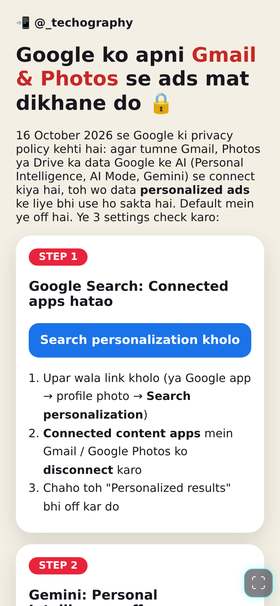 📲 @_techography
Google ko apni Gmail
& Photos se ads mat
dikhane do 🔒
16 October 2026 se Google ki privacy
policy kehti hai: agar tumne Gmail, Photos
ya Drive ka data Google ke AI (Personal
Intelligence, AI Mode, Gemini) se connect
kiya hai, toh wo data personalized ads
ke liye bhi use ho sakta hai. Default mein
ye off hai. Ye 3 settings check karo:
STEP 1
Google Search: Connected
apps hatao
Search personalization kholo
1. Upar wala link kholo (ya Google app
→ profile photo → Search
personalization)
2. Connected content apps mein
Gmail / Google Photos ko
disconnect karo
3. Chaho toh "Personalized results"
bhi off kar do
STEP 2
Gemini: Personal